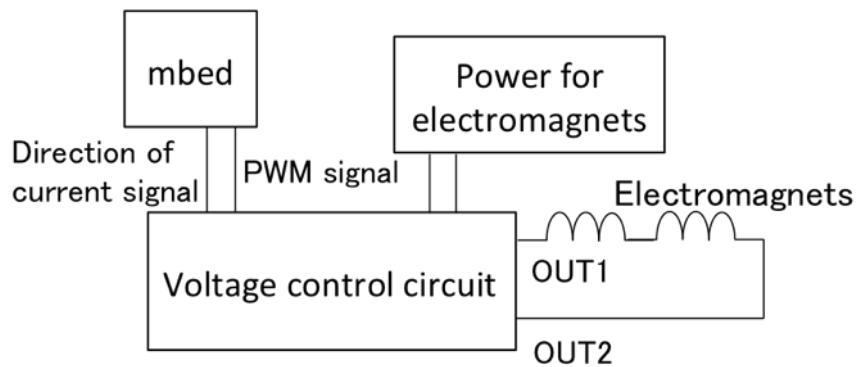 mbed
Power for
electromagnets
Direction of
current signal
PWM signal
Electromagnets
Voltage control circuit
OUT1
OUT2